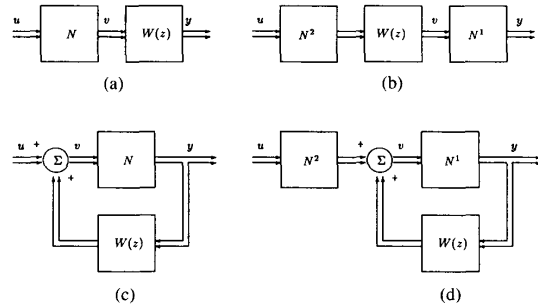 u N v W(z) y
u N² W(z) v N¹ y
(a) (b)
u + Σ v N y
+
W(z)
u N² + Σ v N¹ y
+
W(z)
(c) (d)